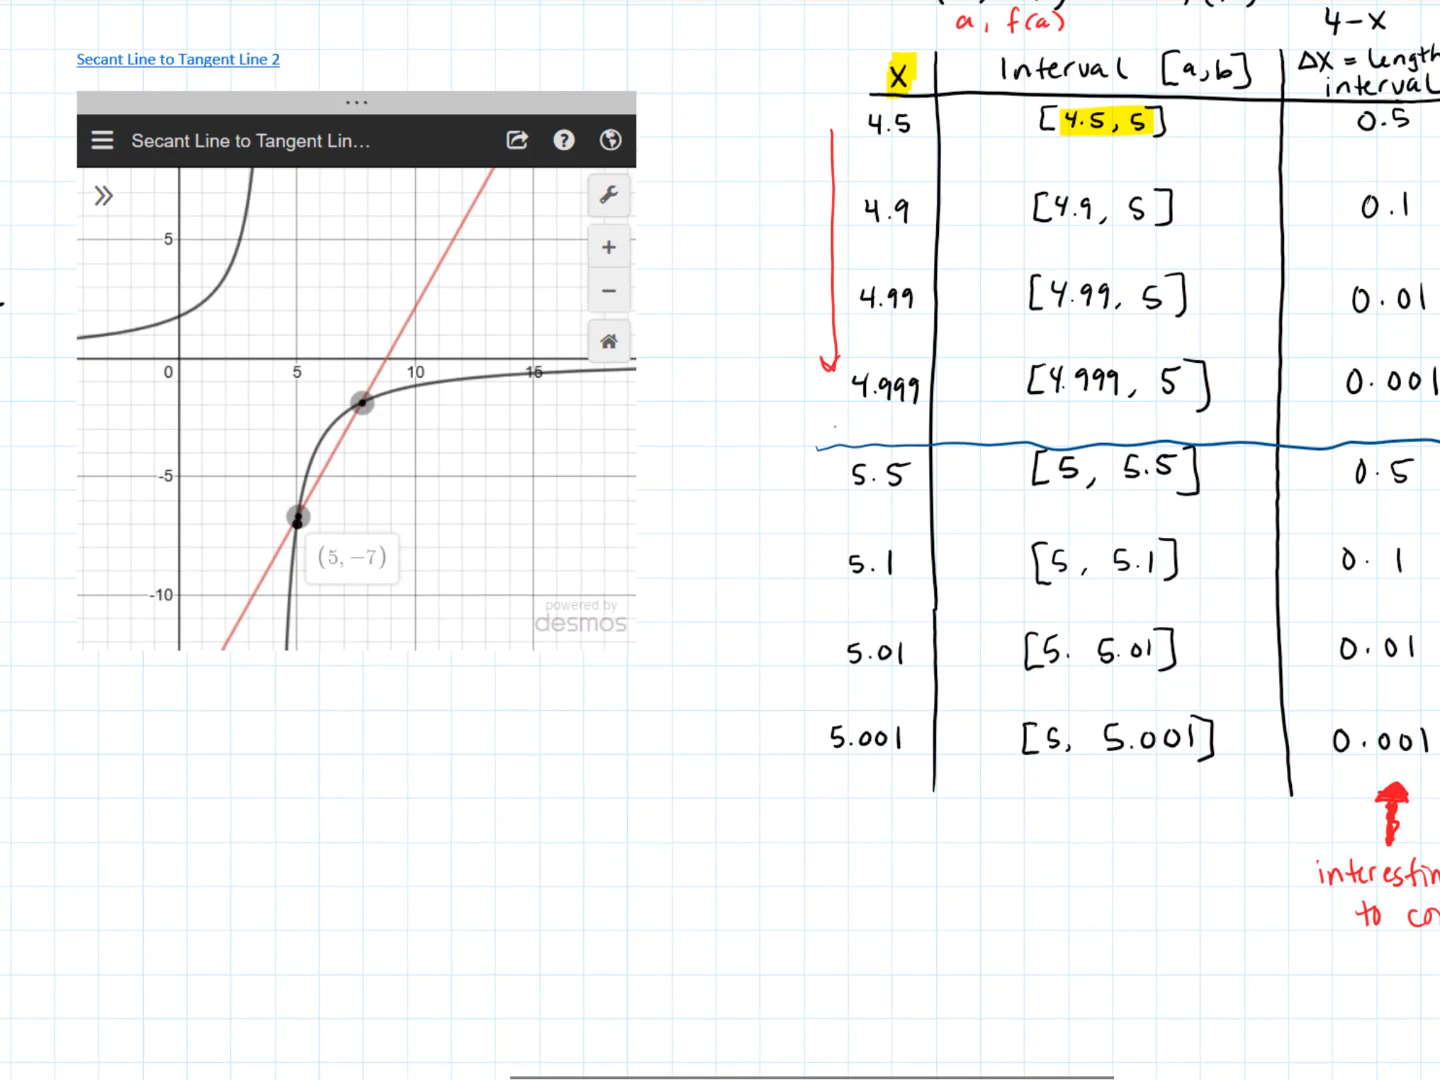 a, f(a)
4-x
Secant Line to Tangent Line 2
x Interval [a,b] Δx = length
interval
Secant Line to Tangent Lin...
4.5 [4.5, 5] 0.5
4.9 [4.9, 5] 0.1
4.99 [4.99, 5] 0.01
4.999 [4.999, 5] 0.001
5.5 [5, 5.5] 0.5
5.1 [5, 5.1] 0.1
5.01 [5. 5.01] 0.01
5.001 [5, 5.001] 0.001
5
0 5 10 15
-5
(5, −7)
-10
powered by
desmos
to